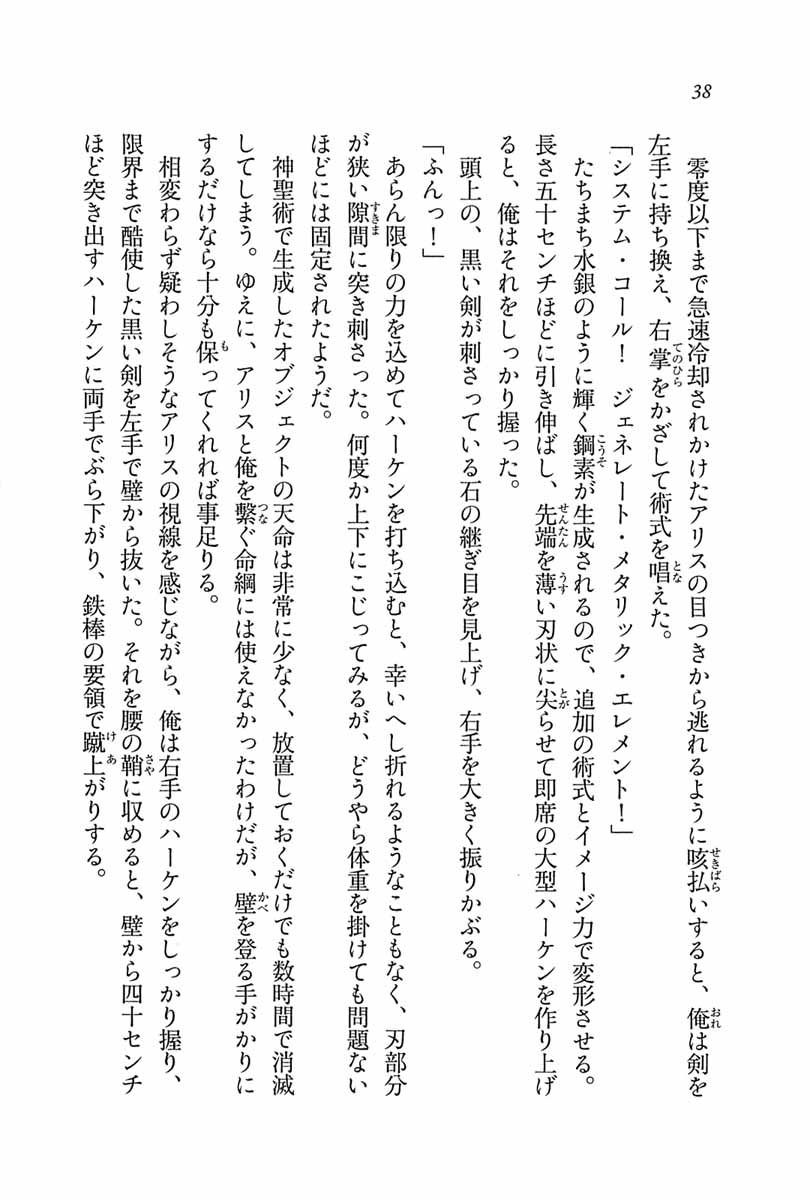 38
零度以下まで急速冷却されかけたアリスの目つきから逃れるように咳払いすると、俺は剣を
左手に持ち換え、右掌をかざして術式を唱えた。
「システム・コール！　ジェネレート・メタリック・エレメント！」
たちまち水銀のように輝く鋼素が生成されるので、追加の術式とイメージ力で変形させる。
長さ五十センチほどに引き伸ばし、先端を薄い刃状に尖らせて即席の大型ハーケンを作り上げ
ると、俺はそれをしっかり握った。
頭上の、黒い剣が刺さっている石の継ぎ目を見上げ、右手を大きく振りかぶる。
「ふんっ！」
あらん限りの力を込めてハーケンを打ち込むと、幸いへし折れるようなこともなく、刃部分
が狭い隙間に突き刺さった。何度か上下にこじってみるが、どうやら体重を掛けても問題ない
ほどには固定されたようだ。
神聖術で生成したオブジェクトの天命は非常に少なく、放置しておくだけでも数時間で消滅
してしまう。ゆえに、アリスと俺を繋ぐ命綱には使えなかったわけだが、壁を登る手がかりに
するだけなら十分も保ってくれれば事足りる。
相変わらず疑わしそうなアリスの視線を感じながら、俺は右手のハーケンをしっかり握り、
限界まで酷使した黒い剣を左手で壁から抜いた。それを腰の鞘に収めると、壁から四十センチ
ほど突き出すハーケンに両手でぶら下がり、鉄棒の要領で蹴上がりする。